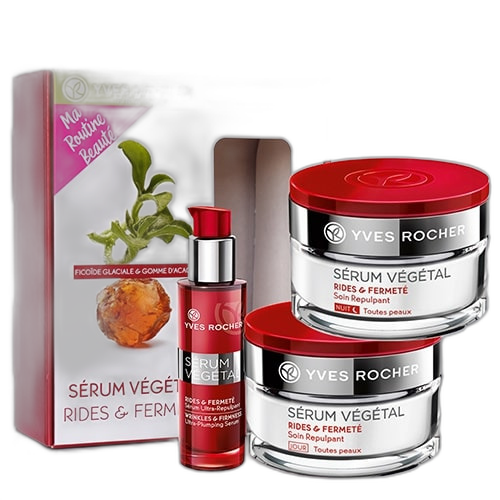 Ma
Routine
Beauté
FICOÏDE GLACIALE & GOMME D'ACA
SÉRUM VÉGÉT
RIDES & FERM
YVES ROCHER
SÉRUM
VÉGÉTAL
RIDES & FERMETÉ
Sérum Ultra-Repulpant
WRINKLES & FIRMNESS
Ultra-Plumping Serum
YVES ROCHER
SÉRUM VÉGÉTAL
RIDES & FERMETÉ
Soin Repulpant
NUIT Toutes peaux
YVES ROCHER
SÉRUM VÉGÉTAL
RIDES & FERMETÉ
Soin Repulpant
JOUR Toutes peaux